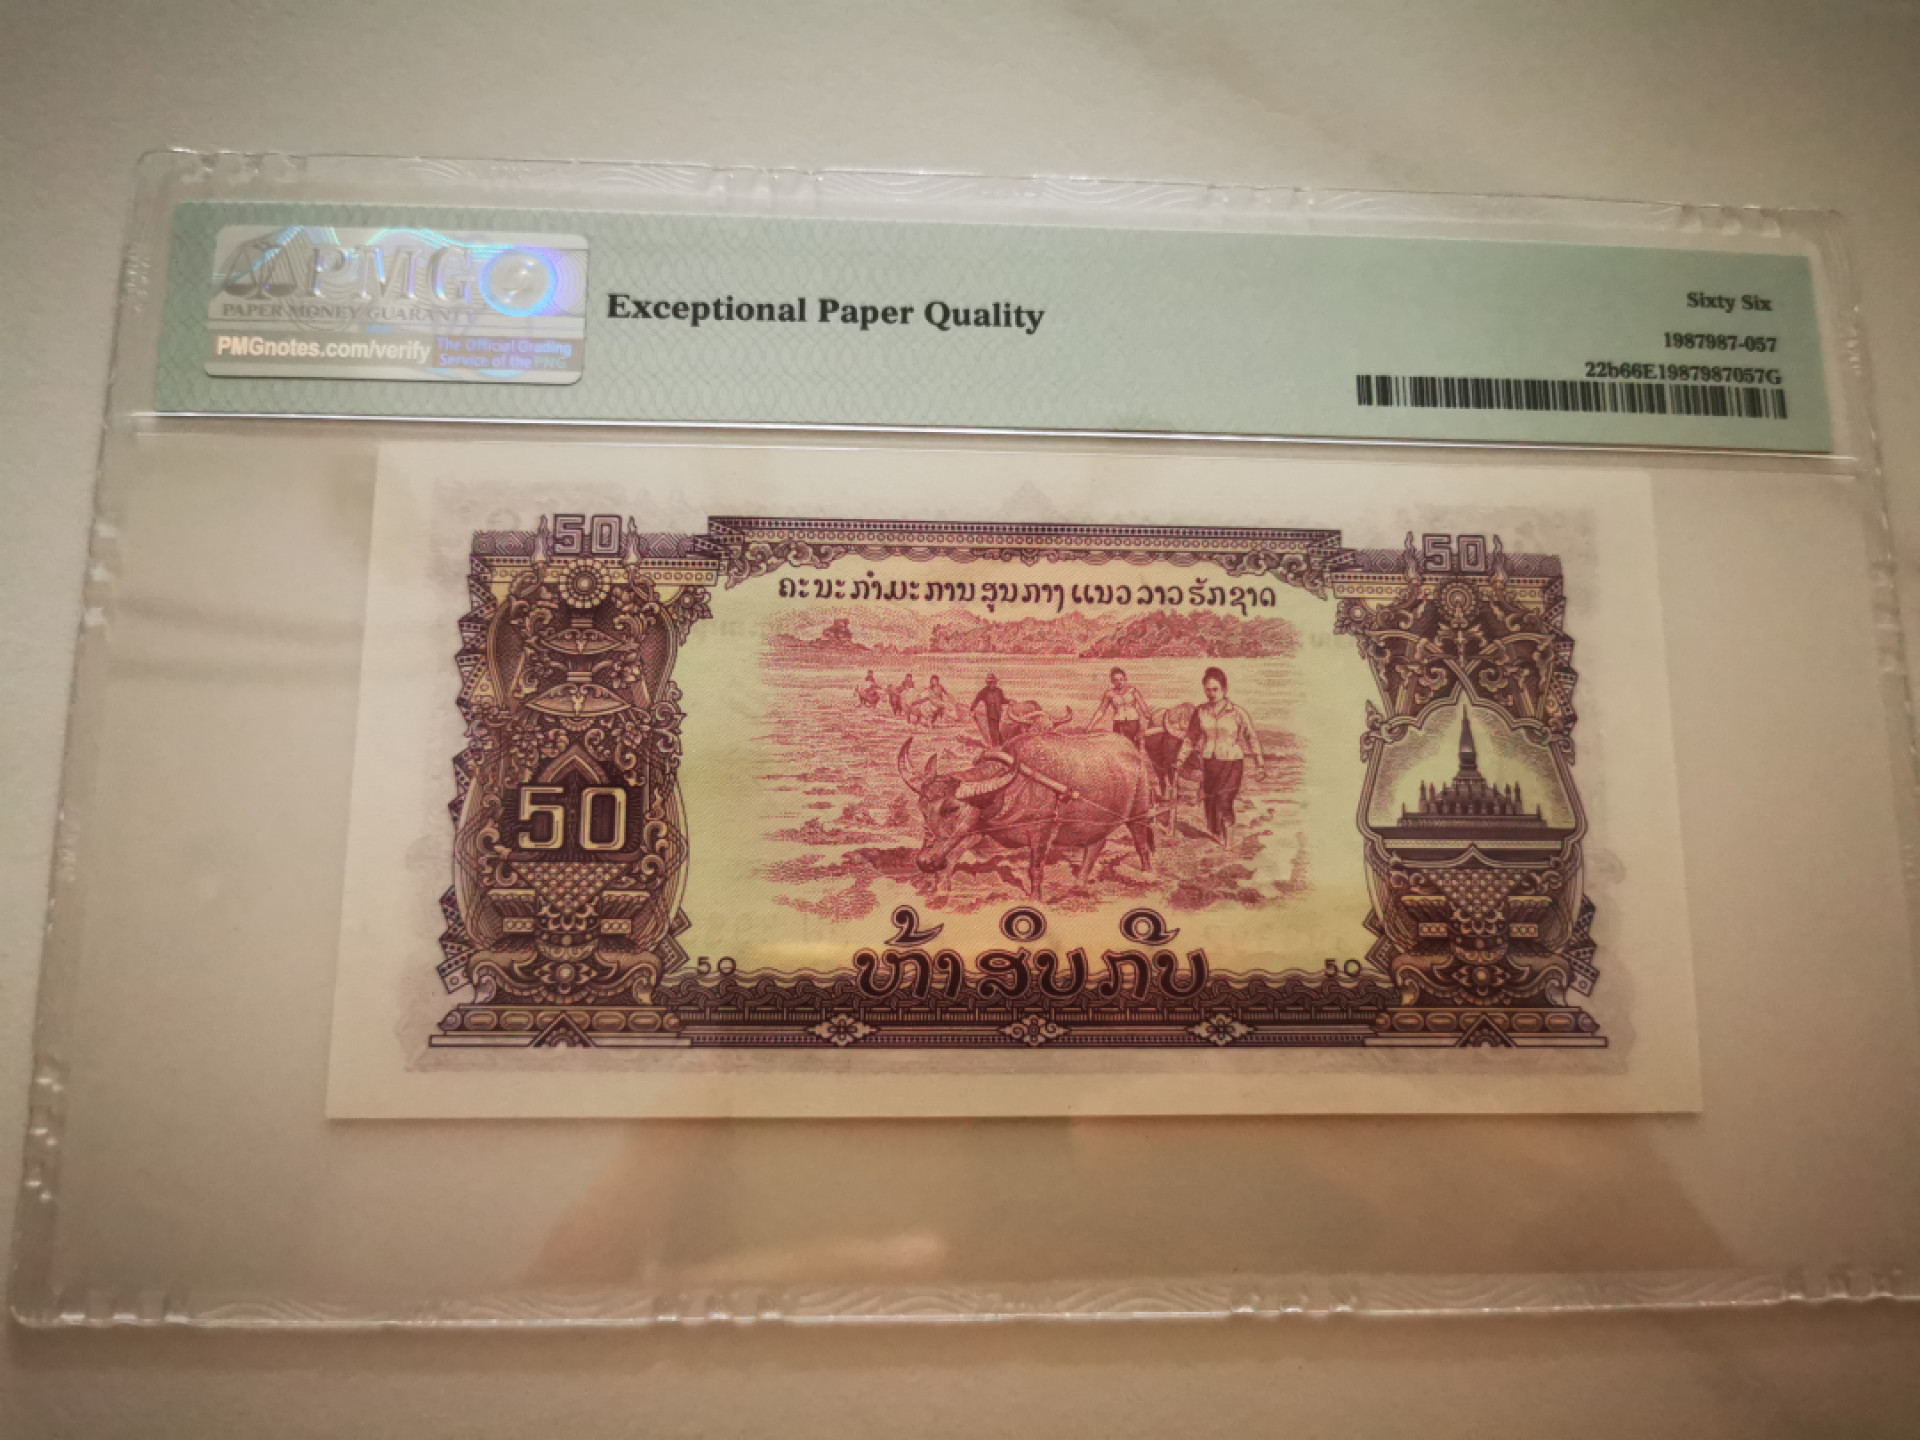 PMG
PAPER MONEY GUARANTY
PMGnotes.com/verify
The Official Grading
Service of the PNG
Exceptional Paper Quality
Sixty Six
1987987-057
22b66E1987987057G
50
50
ຄະນະກຳມະການສູນກາງແນວລາວຮັກຊາດ
50
50
ຫ້າສິບກີບ
50